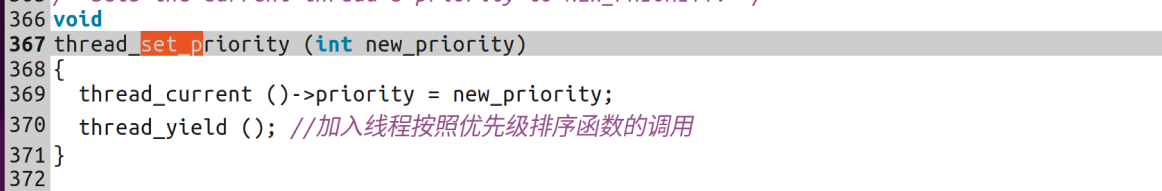 366 void
367 thread_set_priority (int new_priority)
368 {
369   thread_current ()->priority = new_priority;
370   thread_yield (); //加入线程按照优先级排序函数的调用
371 }
372